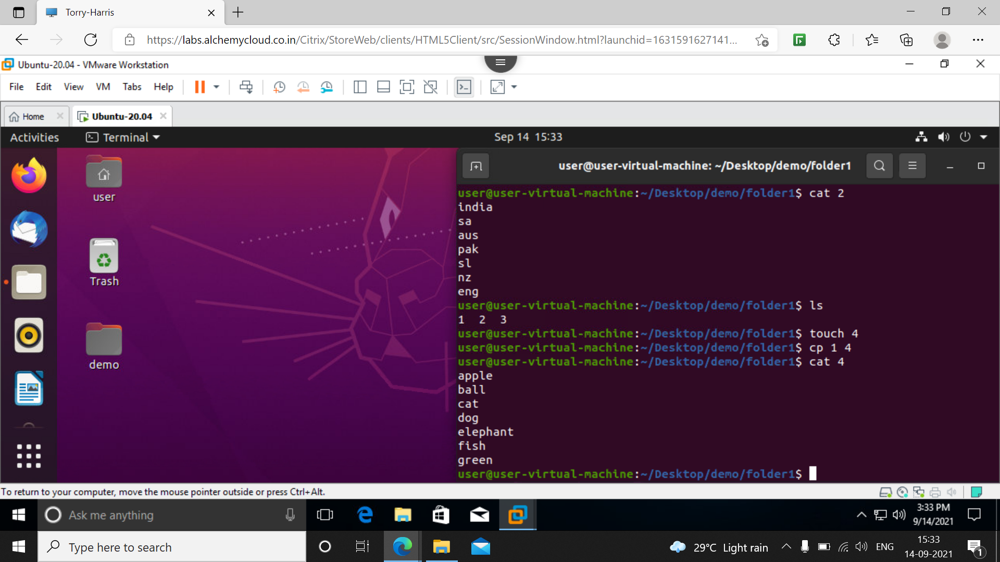 Torry-Harris
https://labs.alchemycloud.co.in/Citrix/StoreWeb/clients/HTML5Client/src/SessionWindow.html?launchid=1631591627141...
Ubuntu-20.04 - VMware Workstation
File Edit View VM Tabs Help
Home Ubuntu-20.04
Activities Terminal Sep 14 15:33
user@user-virtual-machine: ~/Desktop/demo/folder1
user
Trash
demo
user@user-virtual-machine:~/Desktop/demo/folder1$ cat 2
india
sa
aus
pak
sl
nz
eng
user@user-virtual-machine:~/Desktop/demo/folder1$ ls
1 2 3
user@user-virtual-machine:~/Desktop/demo/folder1$ touch 4
user@user-virtual-machine:~/Desktop/demo/folder1$ cp 1 4
user@user-virtual-machine:~/Desktop/demo/folder1$ cat 4
apple
ball
cat
dog
elephant
fish
green
user@user-virtual-machine:~/Desktop/demo/folder1$
To return to your computer, move the mouse pointer outside or press Ctrl+Alt.
Ask me anything
3:33 PM
9/14/2021
Type here to search
29°C Light rain
ENG
15:33
14-09-2021
1